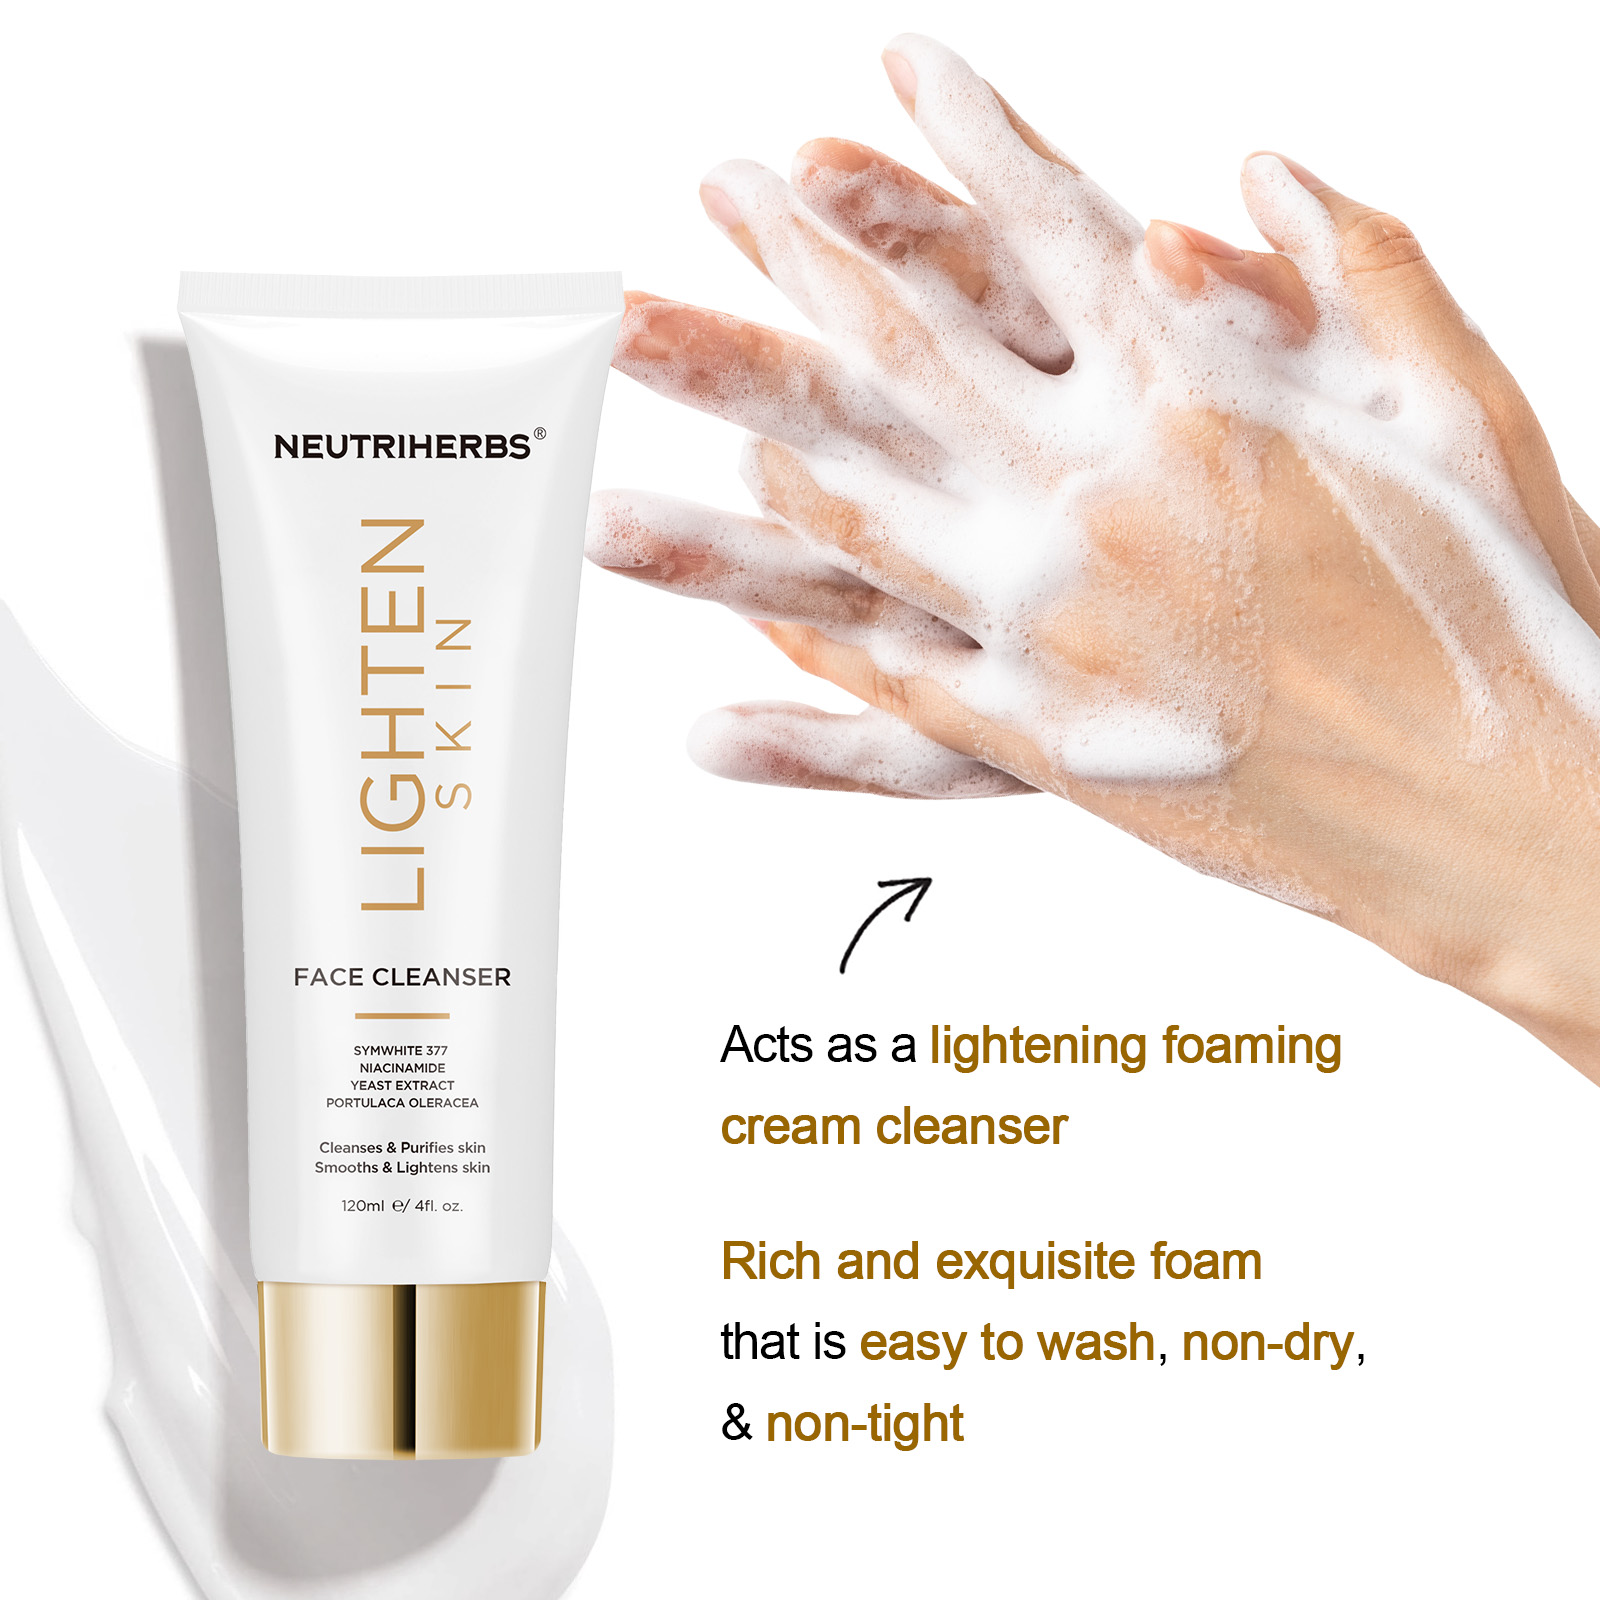 NEUTRIHERBS®
LIGHTEN
SKIN
FACE CLEANSER
SYMWHITE 377
NIACINAMIDE
YEAST EXTRACT
PORTULACA OLERACEA
Cleanses & Purifies skin
Smooths & Lightens skin
120ml ℮/ 4fl. oz.
Acts as a lightening foaming
cream cleanser
Rich and exquisite foam
that is easy to wash, non-dry,
& non-tight